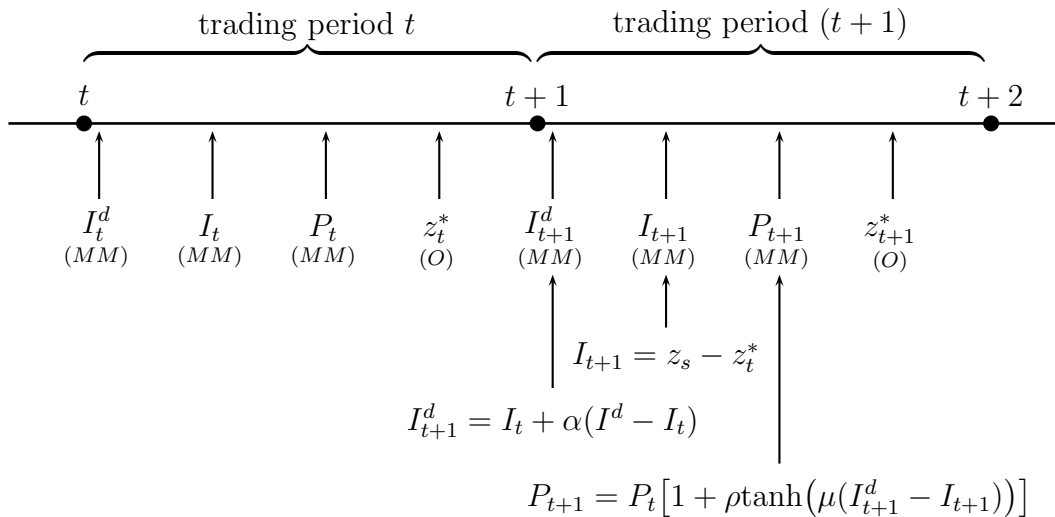 trading period t trading period (t + 1)
t t + 1 t + 2
I_t^d I_t P_t z_t^* I_{t+1}^d I_{t+1} P_{t+1} z_{t+1}^*
(MM) (MM) (MM) (O) (MM) (MM) (MM) (O)
I_{t+1} = z_s − z_t^*
I_{t+1}^d = I_t + α(I^d − I_t)
P_{t+1} = P_t[1 + ρtanh(μ(I_{t+1}^d − I_{t+1}))]